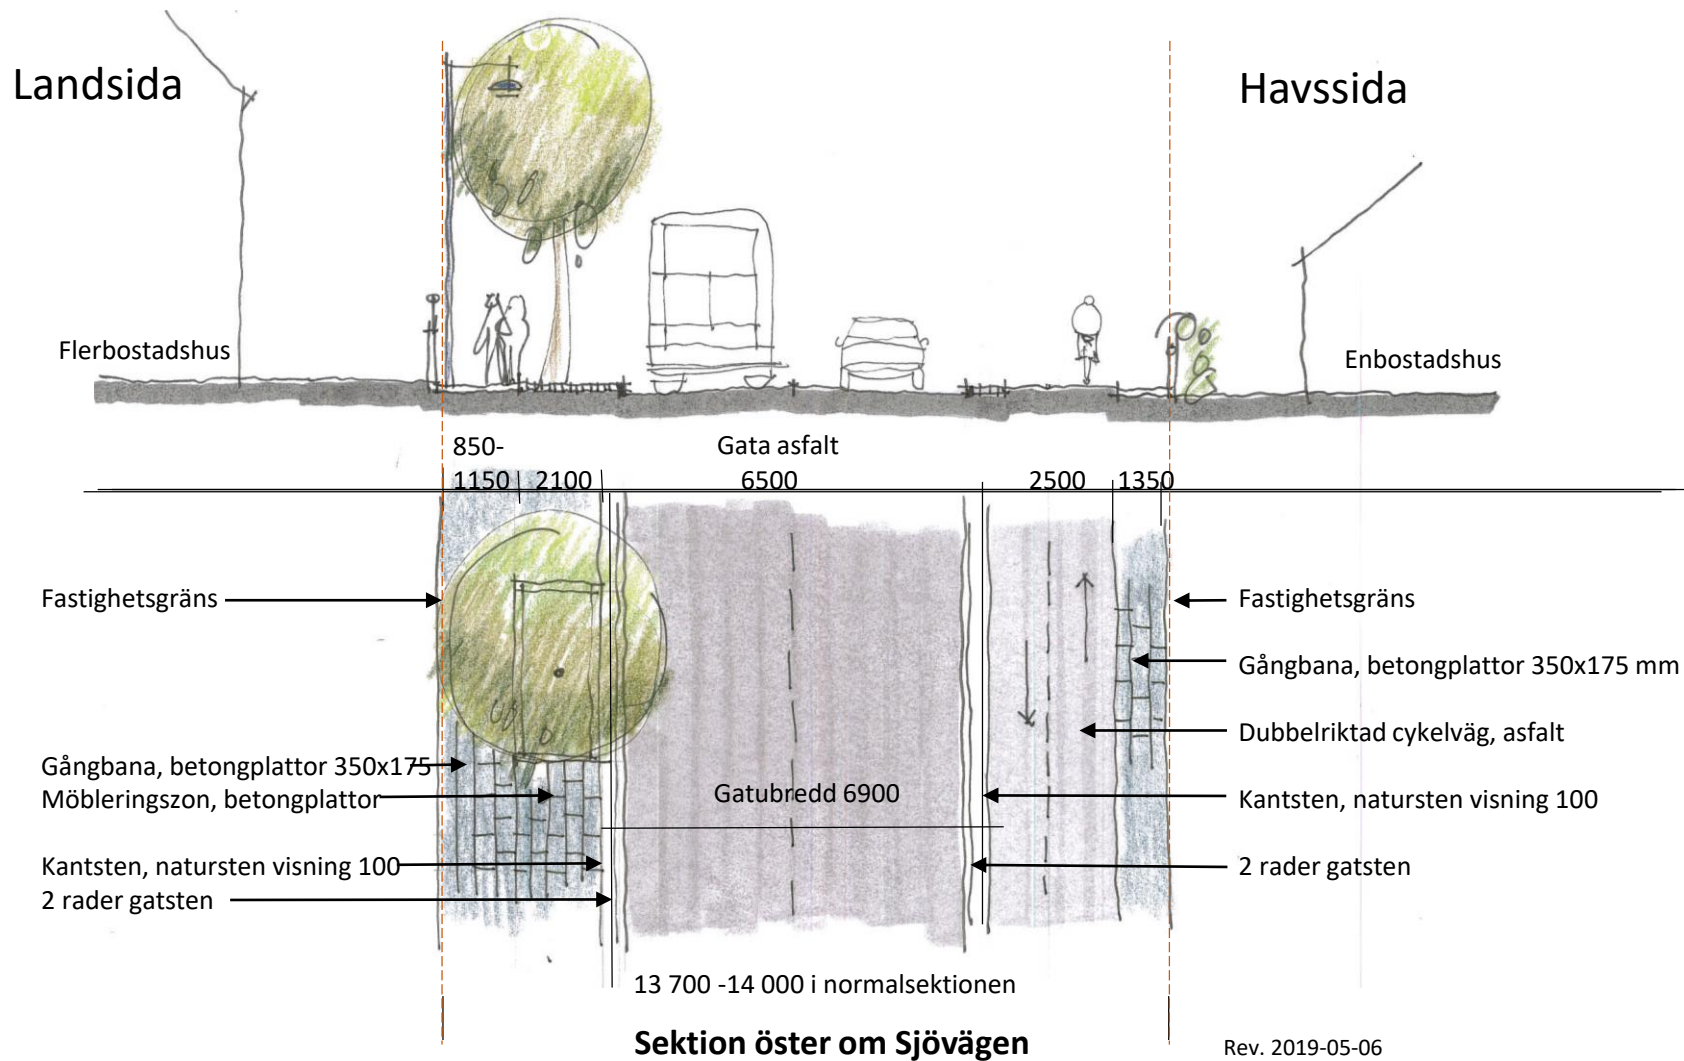 Landsida
Havssida
Flerbostadshus
Enbostadshus
850-
Gata asfalt
1150
2100
6500
2500
1350
Fastighetsgräns
Fastighetsgräns
Gångbana, betongplattor 350x175 mm
Dubbelriktad cykelväg, asfalt
Gångbana, betongplattor 350x175
Möbleringszon, betongplattor
Gatubredd 6900
Kantsten, natursten visning 100
Kantsten, natursten visning 100
2 rader gatsten
2 rader gatsten
13 700 -14 000 i normalsektionen
Sektion öster om Sjövägen
Rev. 2019-05-06